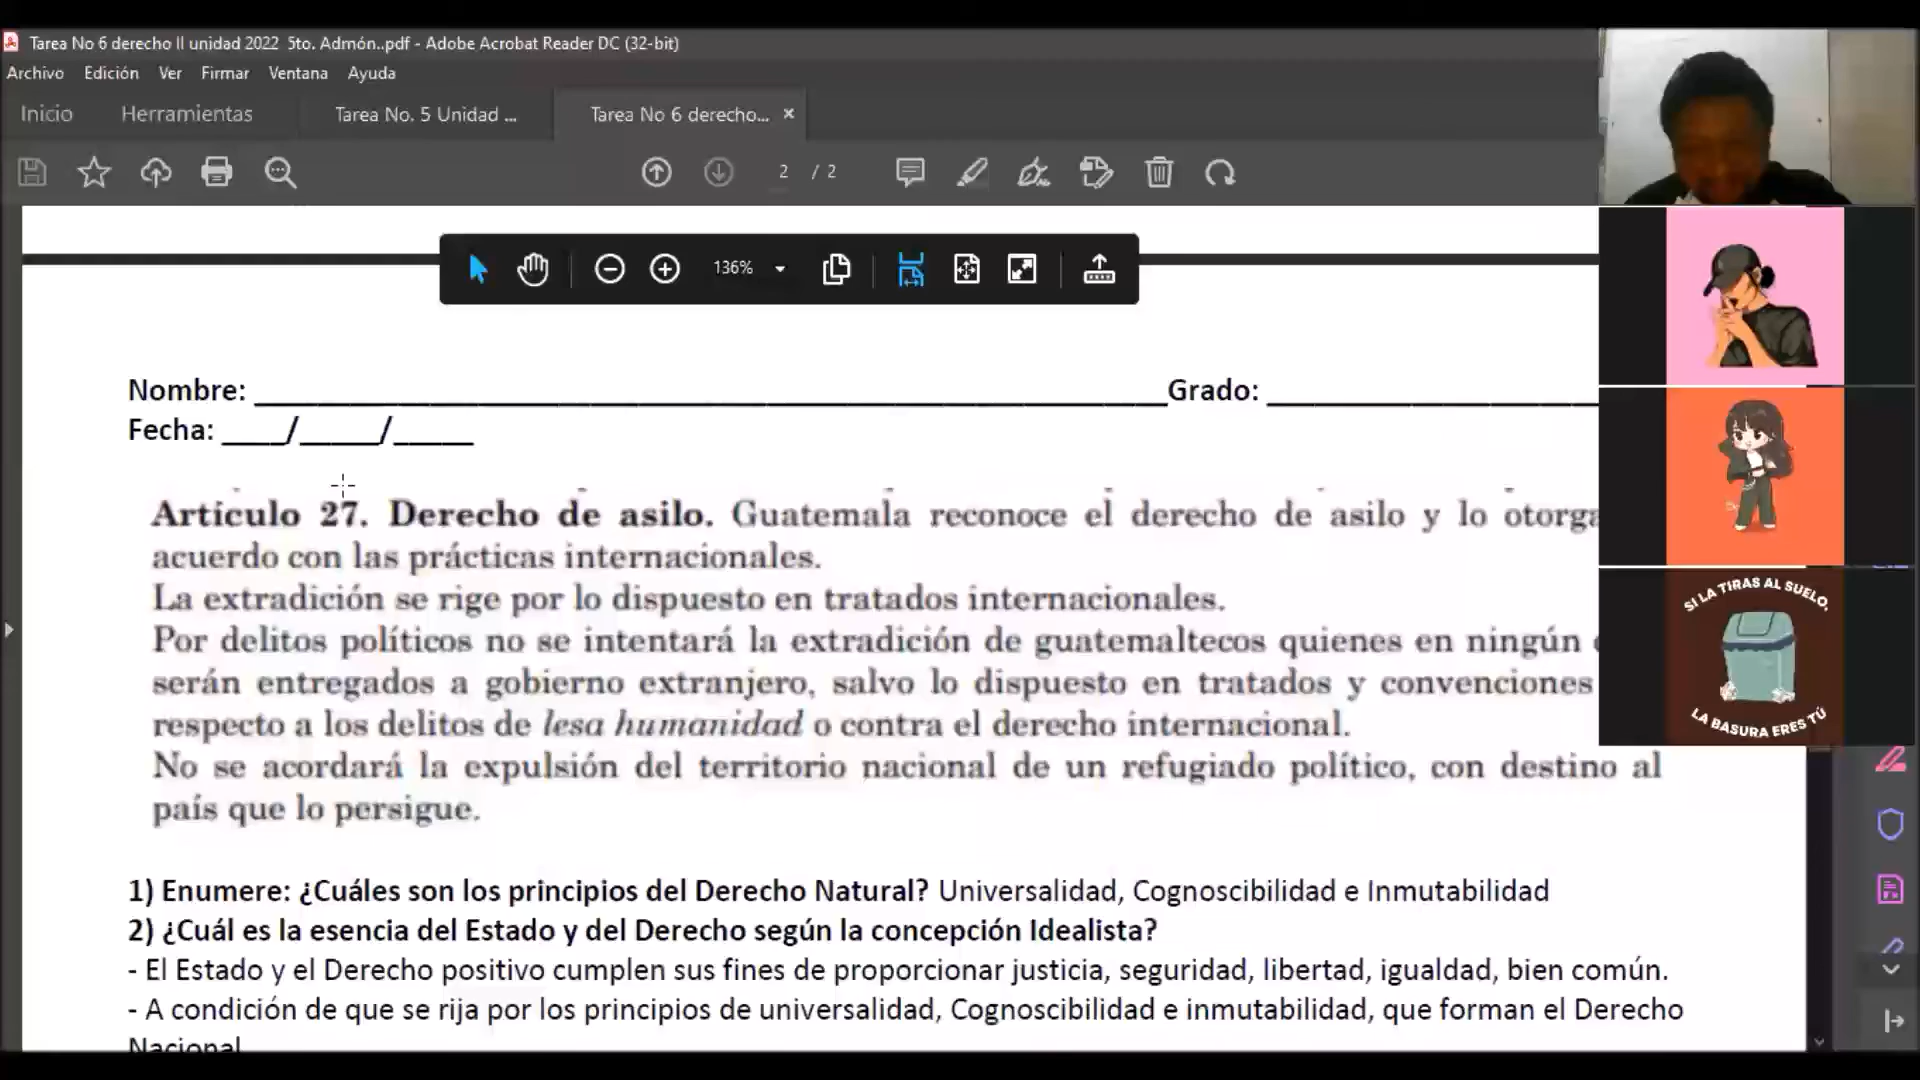 Tarea No 6 derecho II unidad 2022  5to. Admón..pdf - Adobe Acrobat Reader DC (32-bit)
Archivo Edición Ver Firmar Ventana Ayuda
Inicio Herramientas Tarea No. 5 Unidad ... Tarea No 6 derecho... ×
2 / 2
136%
Nombre: ____________________ Grado: ____________________
Fecha: ____/_____/_____
Artículo 27. Derecho de asilo. Guatemala reconoce el derecho de asilo y lo otorga
acuerdo con las prácticas internacionales.
La extradición se rige por lo dispuesto en tratados internacionales.
Por delitos políticos no se intentará la extradición de guatemaltecos quienes en ningún
serán entregados a gobierno extranjero, salvo lo dispuesto en tratados y convenciones
respecto a los delitos de lesa humanidad o contra el derecho internacional.
No se acordará la expulsión del territorio nacional de un refugiado político, con destino al
país que lo persigue.
1) Enumere: ¿Cuáles son los principios del Derecho Natural? Universalidad, Cognoscibilidad e Inmutabilidad
2) ¿Cuál es la esencia del Estado y del Derecho según la concepción Idealista?
- El Estado y el Derecho positivo cumplen sus fines de proporcionar justicia, seguridad, libertad, igualdad, bien común.
- A condición de que se rija por los principios de universalidad, Cognoscibilidad e inmutabilidad, que forman el Derecho
Nacional
SI LA TIRAS AL SUELO,
LA BASURA ERES TÚ